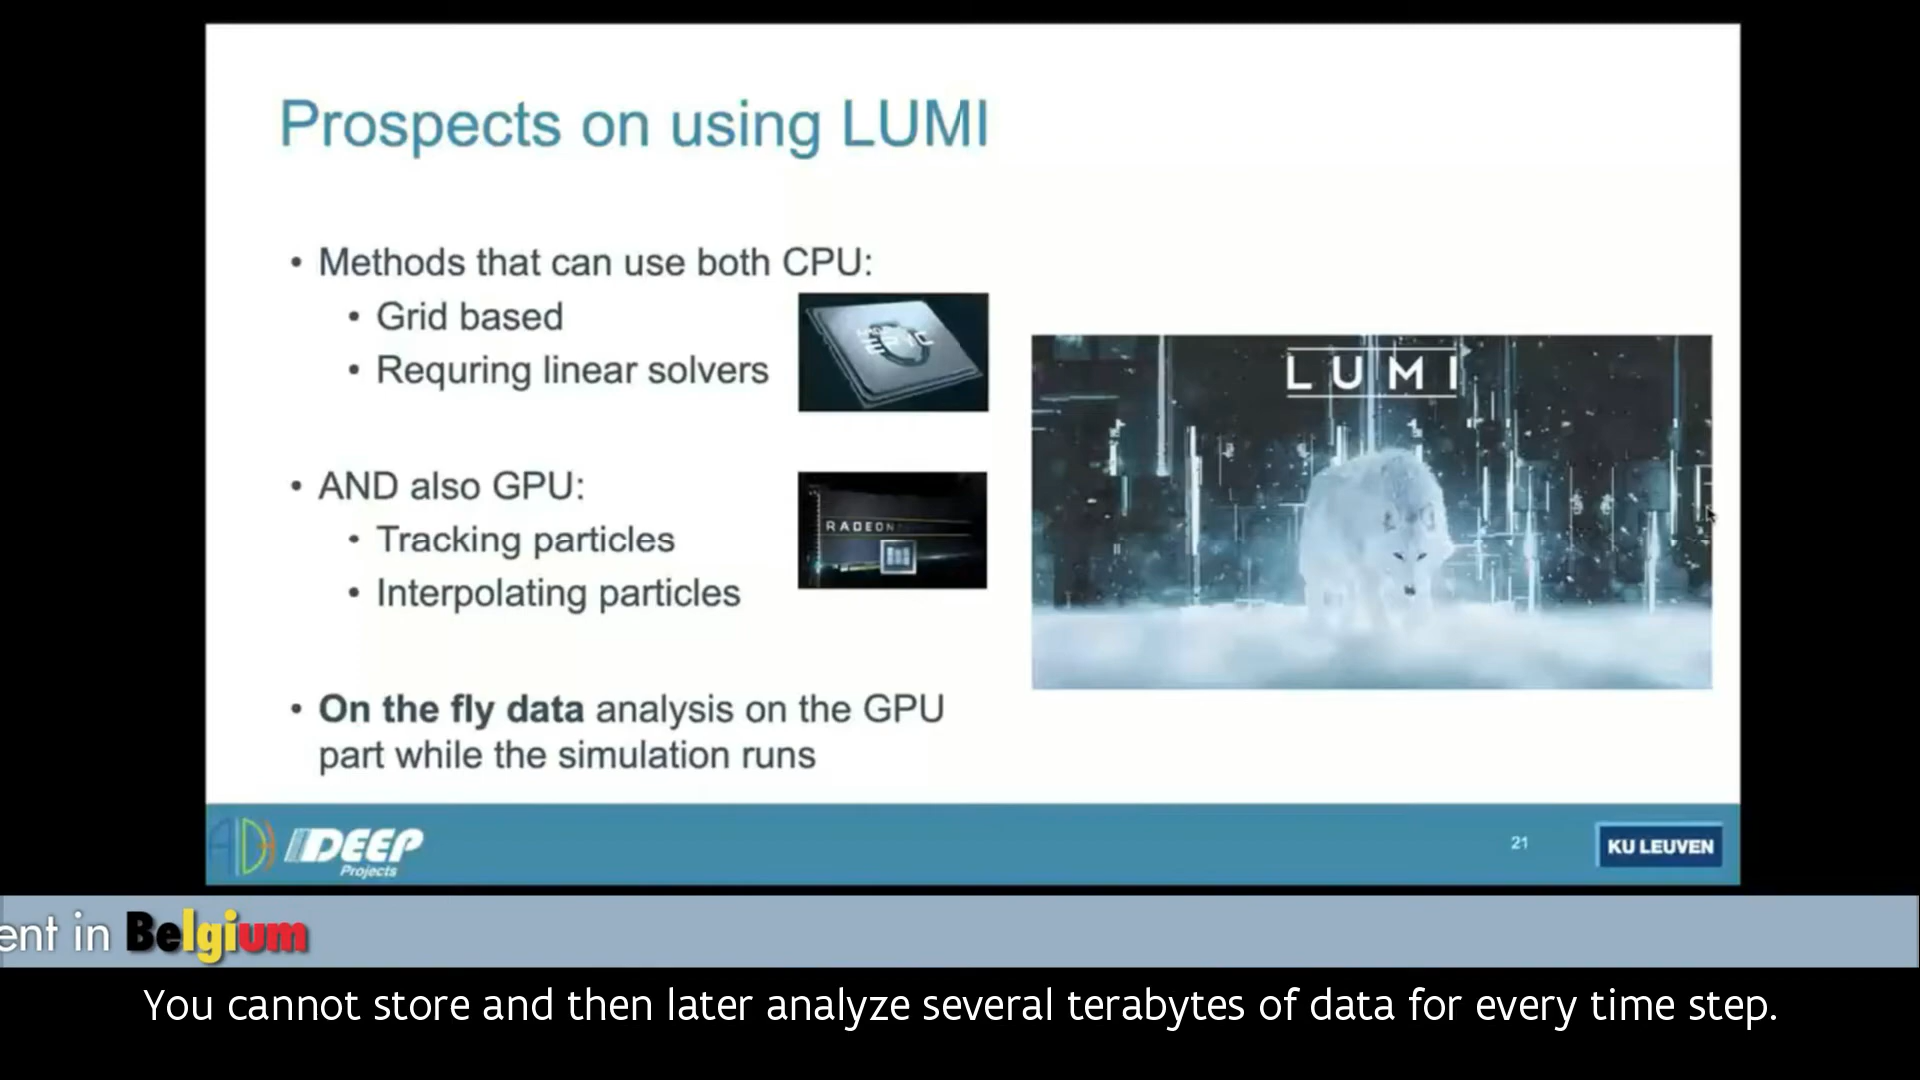 Prospects on using LUMI
• Methods that can use both CPU:
• Grid based
• Requring linear solvers
• AND also GPU:
RADEON
• Tracking particles
• Interpolating particles
LUMI
• On the fly data analysis on the GPU
part while the simulation runs
DEEP
Projects
21
KU LEUVEN
ent in Belgium
You cannot store and then later analyze several terabytes of data for every time step.